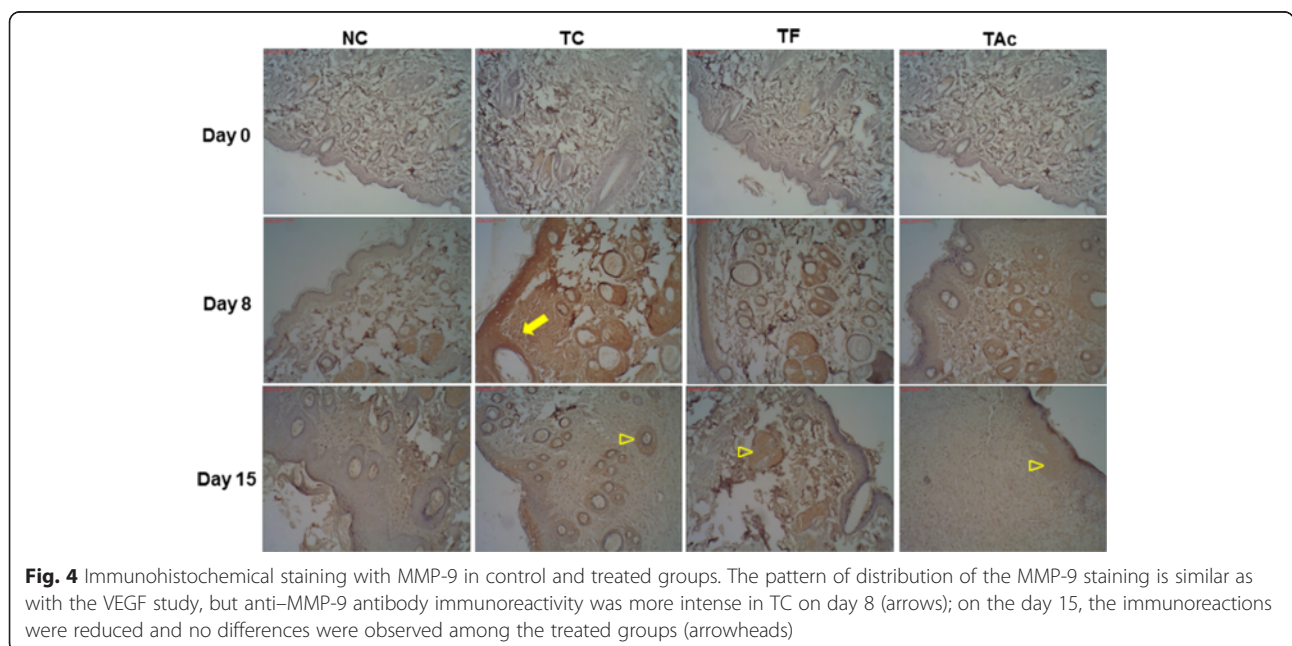 NC TC TF TAc
Day 0
Day 8
Day 15
Fig. 4 Immunohistochemical staining with MMP-9 in control and treated groups. The pattern of distribution of the MMP-9 staining is similar as
with the VEGF study, but anti–MMP-9 antibody immunoreactivity was more intense in TC on day 8 (arrows); on the day 15, the immunoreactions
were reduced and no differences were observed among the treated groups (arrowheads)